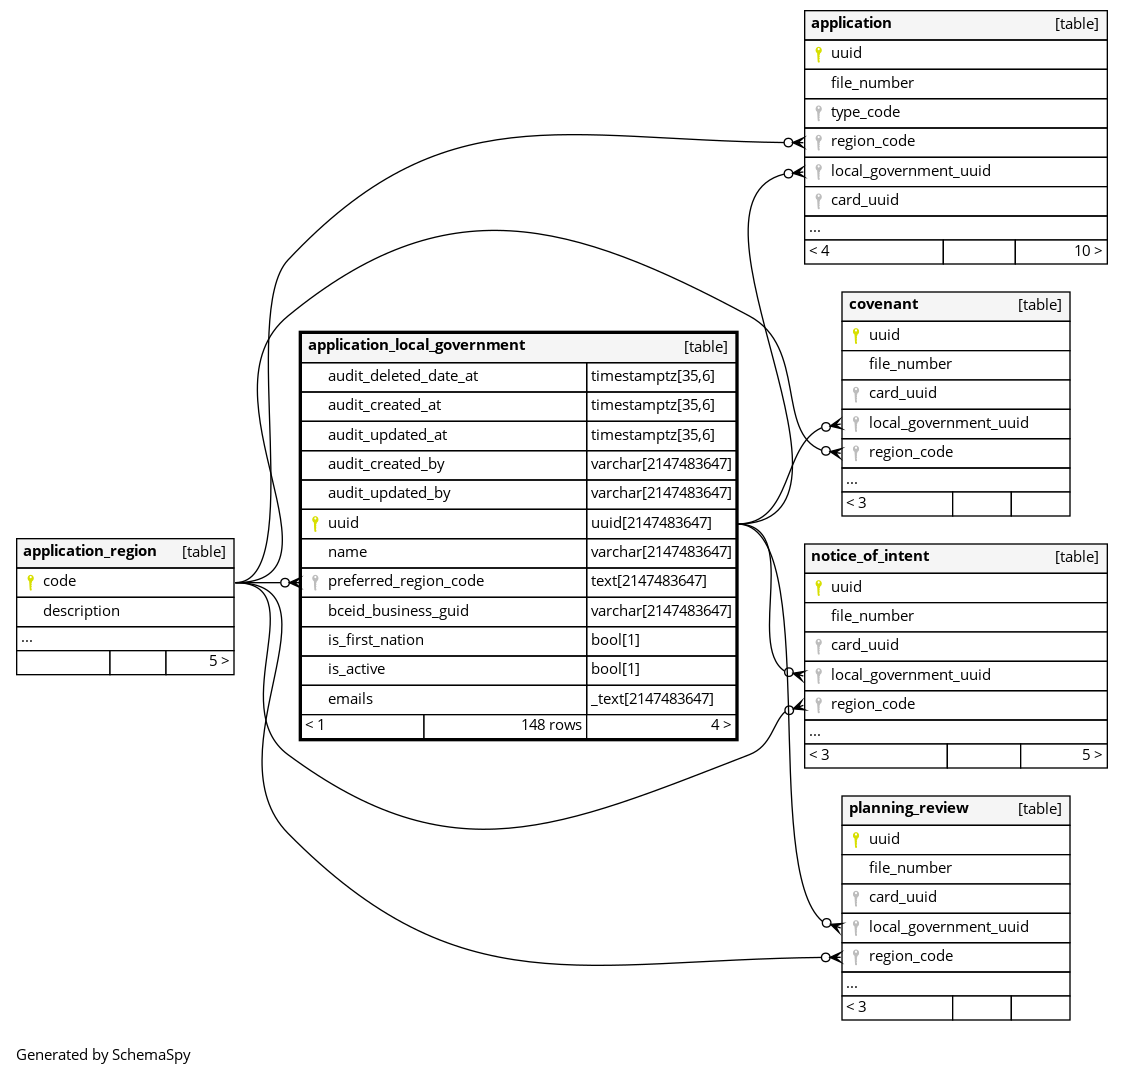 application [table]
uuid
file_number
type_code
region_code
local_government_uuid
card_uuid
...
< 4 10 >
covenant [table]
uuid
file_number
card_uuid
local_government_uuid
region_code
...
< 3
application_local_government [table]
audit_deleted_date_at timestamptz[35,6]
audit_created_at timestamptz[35,6]
audit_updated_at timestamptz[35,6]
audit_created_by varchar[2147483647]
audit_updated_by varchar[2147483647]
uuid uuid[2147483647]
name varchar[2147483647]
preferred_region_code text[2147483647]
bceid_business_guid varchar[2147483647]
is_first_nation bool[1]
is_active bool[1]
emails _text[2147483647]
< 1 148 rows 4 >
application_region [table]
code
description
...
5 >
notice_of_intent [table]
uuid
file_number
card_uuid
local_government_uuid
region_code
...
< 3 5 >
planning_review [table]
uuid
file_number
card_uuid
local_government_uuid
region_code
...
< 3
Generated by SchemaSpy